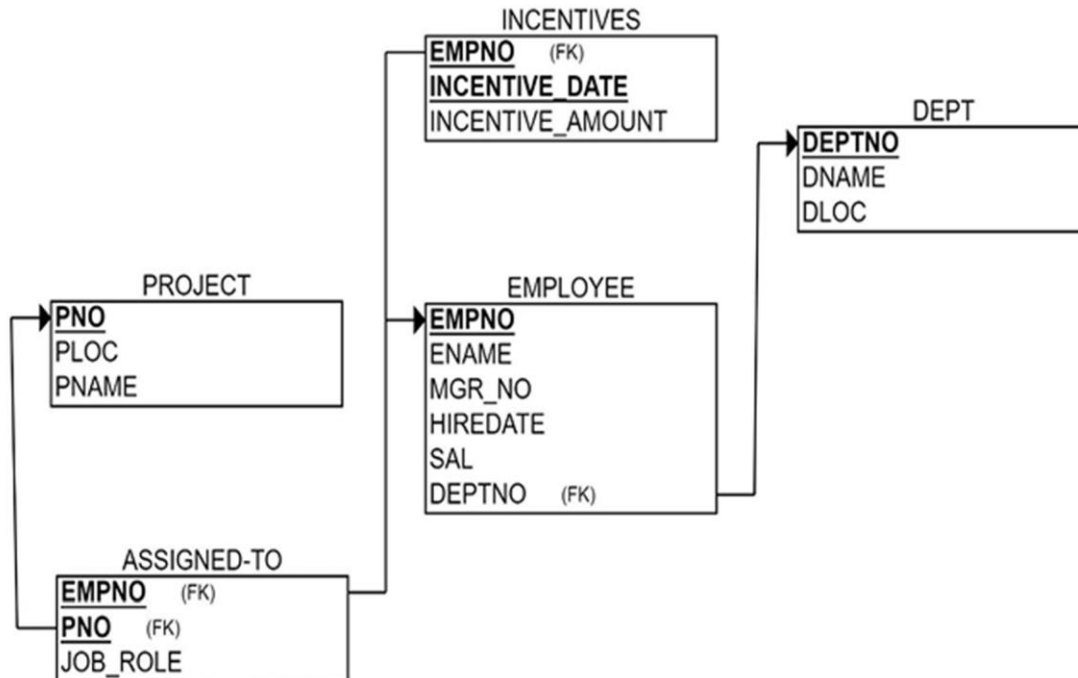 INCENTIVES
EMPNO (FK)
INCENTIVE_DATE
INCENTIVE_AMOUNT
DEPT
DEPTNO
DNAME
DLOC
PROJECT
PNO
PLOC
PNAME
EMPLOYEE
EMPNO
ENAME
MGR_NO
HIREDATE
SAL
DEPTNO (FK)
ASSIGNED-TO
EMPNO (FK)
PNO (FK)
JOB_ROLE